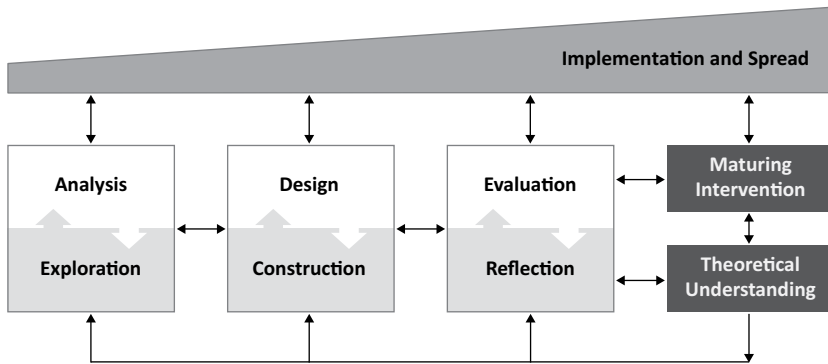 Implementation and Spread
Analysis
Exploration
Design
Construction
Evaluation
Reflection
Maturing
Intervention
Theoretical
Understanding